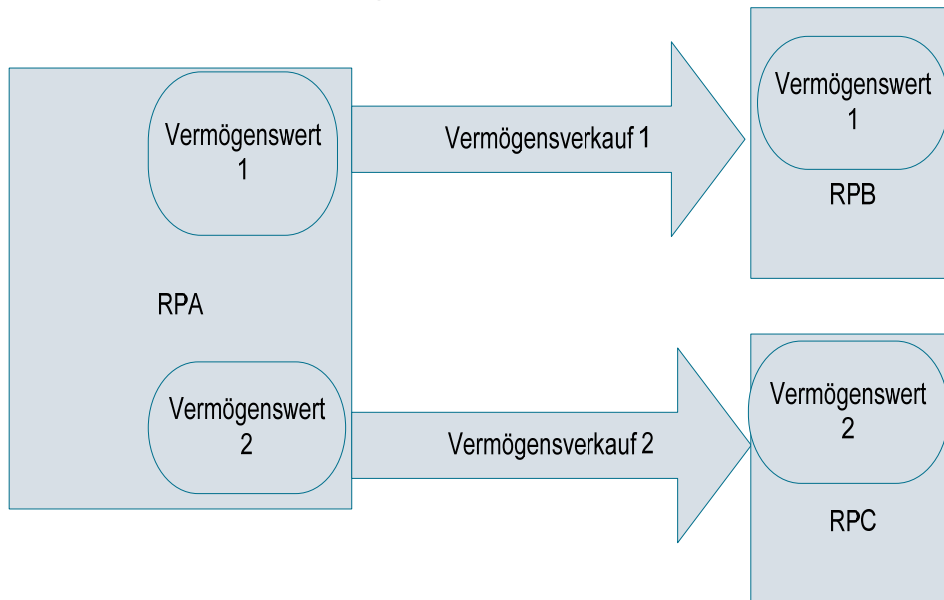 Vermögenswert
1
Vermögensverkauf 1
Vermögenswert
1
RPB
RPA
Vermögenswert
2
Vermögensverkauf 2
Vermögenswert
2
RPC